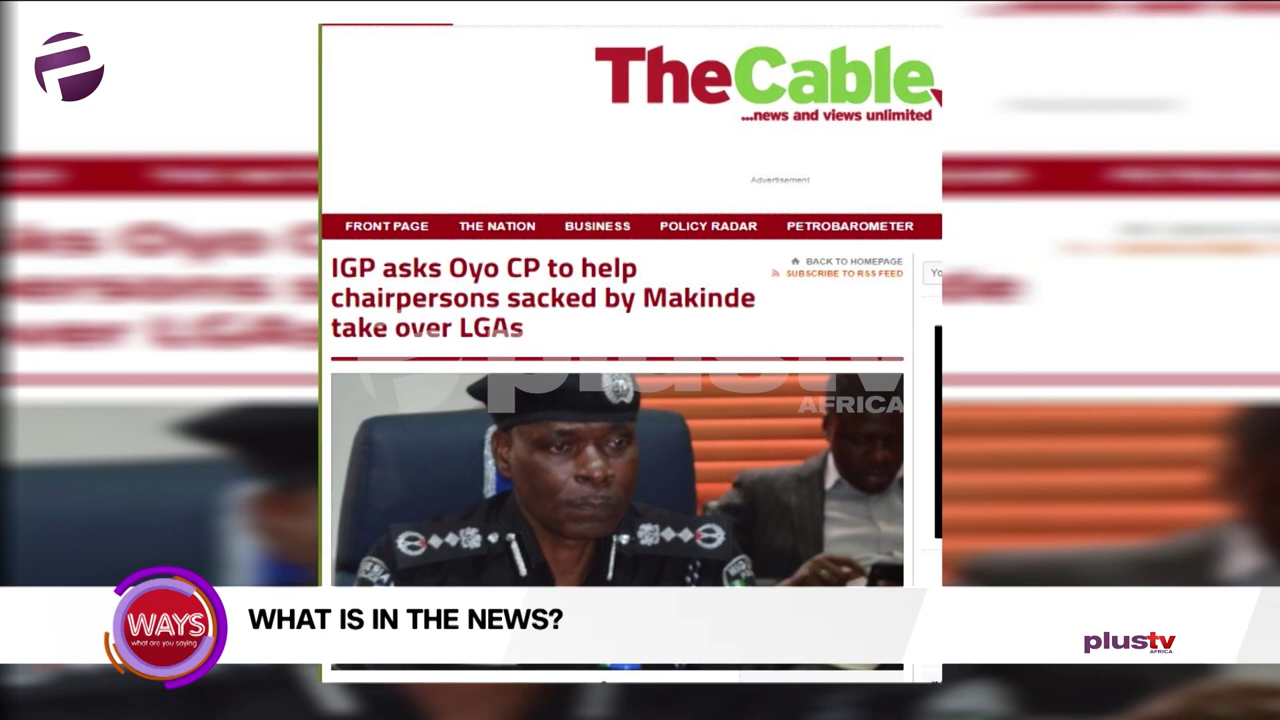 TheCable
...news and views unlimited
Advertisement
FRONT PAGE THE NATION BUSINESS POLICY RADAR PETROBAROMETER
IGP asks Oyo CP to help
chairpersons sacked by Makinde
take over LGAs
BACK TO HOMEPAGE
SUBSCRIBE TO RSS FEED
Yo
plustv
AFRICA
WAYS
what are you saying
WHAT IS IN THE NEWS?
plustv
AFRICA